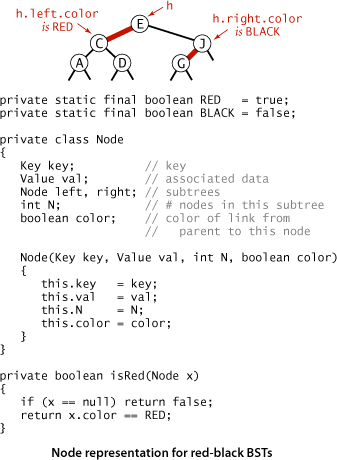 h
h.left.color
is RED
h.right.color
is BLACK
E
C
J
A
D
G
private static final boolean RED   = true;
private static final boolean BLACK = false;
private class Node
{
   Key key;          // key
   Value val;        // associated data
   Node left, right; // subtrees
   int N;            // # nodes in this subtree
   boolean color;    // color of link from
                     //   parent to this node
   Node(Key key, Value val, int N, boolean color)
   {
      this.key   = key;
      this.val   = val;
      this.N     = N;
      this.color = color;
   }
}
private boolean isRed(Node x)
{
   if (x == null) return false;
   return x.color == RED;
}
Node representation for red-black BSTs